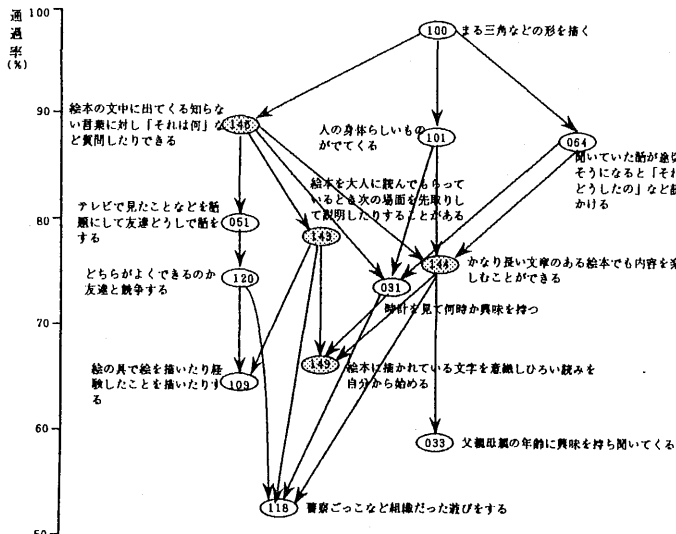 通過率(%)
100
100
まる三角などの形を描く
90
絵本の文中に出てくる知らな
い言葉に対し「それは何」な
ど質問したりできる
146
人の身体らしいもの
がでてくる
101
064
聞いていた話が途切
そうになると「それ
どうしたの」など話
かける
絵本を大人に読んでもらって
いるとき次の場面を先取りし
て説明したりすることがある
80
テレビで見たことなどを話
題にして友達どうしで話を
する
051
143
144
かなり長い文章のある絵本でも内容を楽
しむことができる
どちらがよくできるのか
友達と競争する
120
031
時計を見て何時か興味を持つ
70
絵の具で絵を描いたり経
験したことを描いたりす
る
109
149
絵本に描かれている文字を意識しひろい読みを
自分から始める
60
033
父親母親の年齢に興味を持ち聞いてくる
118
警察ごっこなど組織だった遊びをする
50